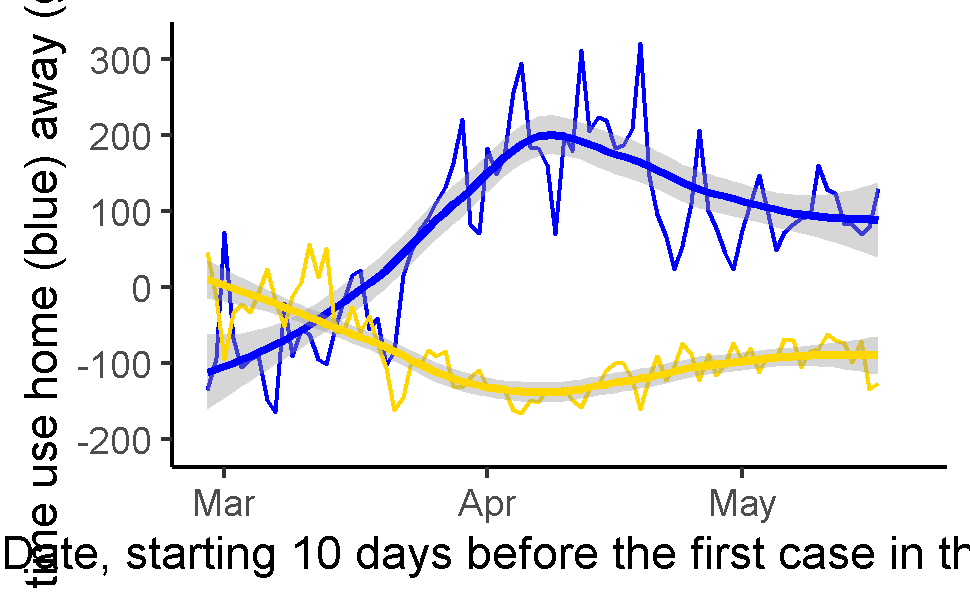 time use home (blue) away (
300
200
100
0
-100
-200
Mar Apr May
Date, starting 10 days before the first case in th